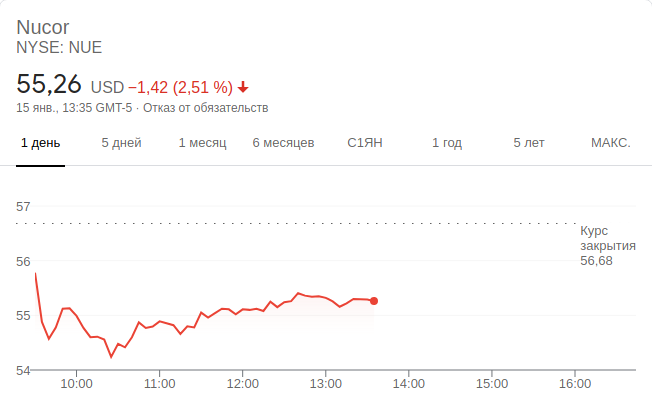 Nucor
NYSE: NUE
55,26 USD −1,42 (2,51 %)
15 янв., 13:35 GMT-5 · Отказ от обязательств
1 день 5 дней 1 месяц 6 месяцев С1ЯН 1 год 5 лет МАКС.
57
Курс
закрытия
56,68
56
55
54
10:00 11:00 12:00 13:00 14:00 15:00 16:00